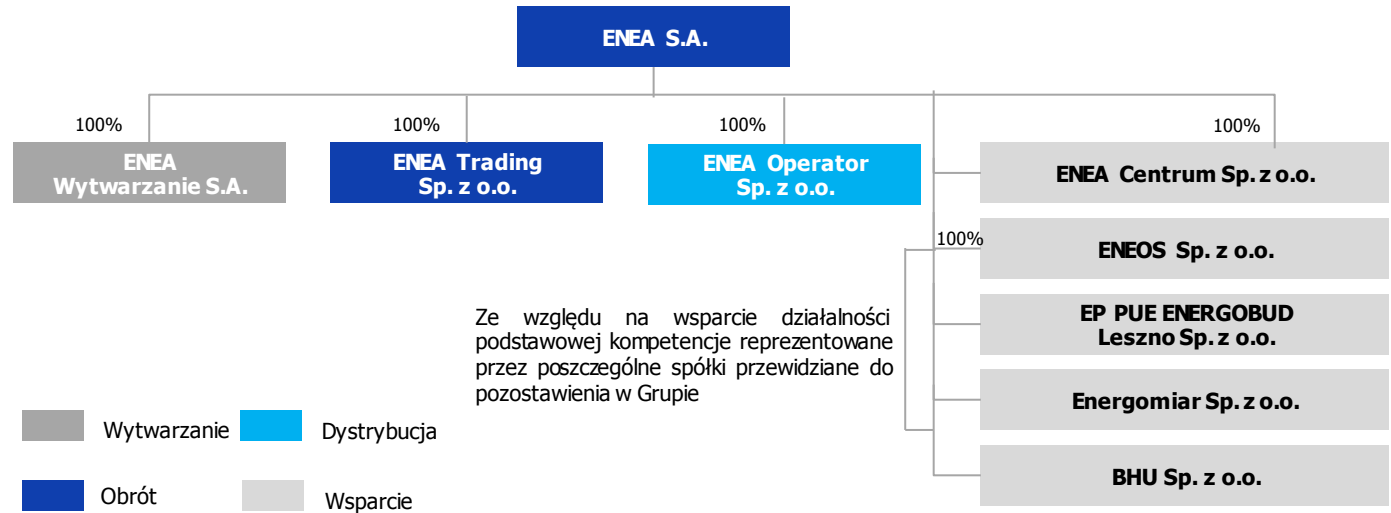 ENEA S.A.
100%
100%
100%
100%
ENEA
Wytwarzanie S.A.
ENEA Trading
Sp. z o.o.
ENEA Operator
Sp. z o.o.
ENEA Centrum Sp. z o.o.
100%
ENEOS Sp. z o.o.
EP PUE ENERGOBUD
Leszno Sp. z o.o.
Energomiar Sp. z o.o.
BHU Sp. z o.o.
Ze względu na wsparcie działalności
podstawowej kompetencje reprezentowane
przez poszczególne spółki przewidziane do
pozostawienia w Grupie
Wytwarzanie
Dystrybucja
Obrót
Wsparcie